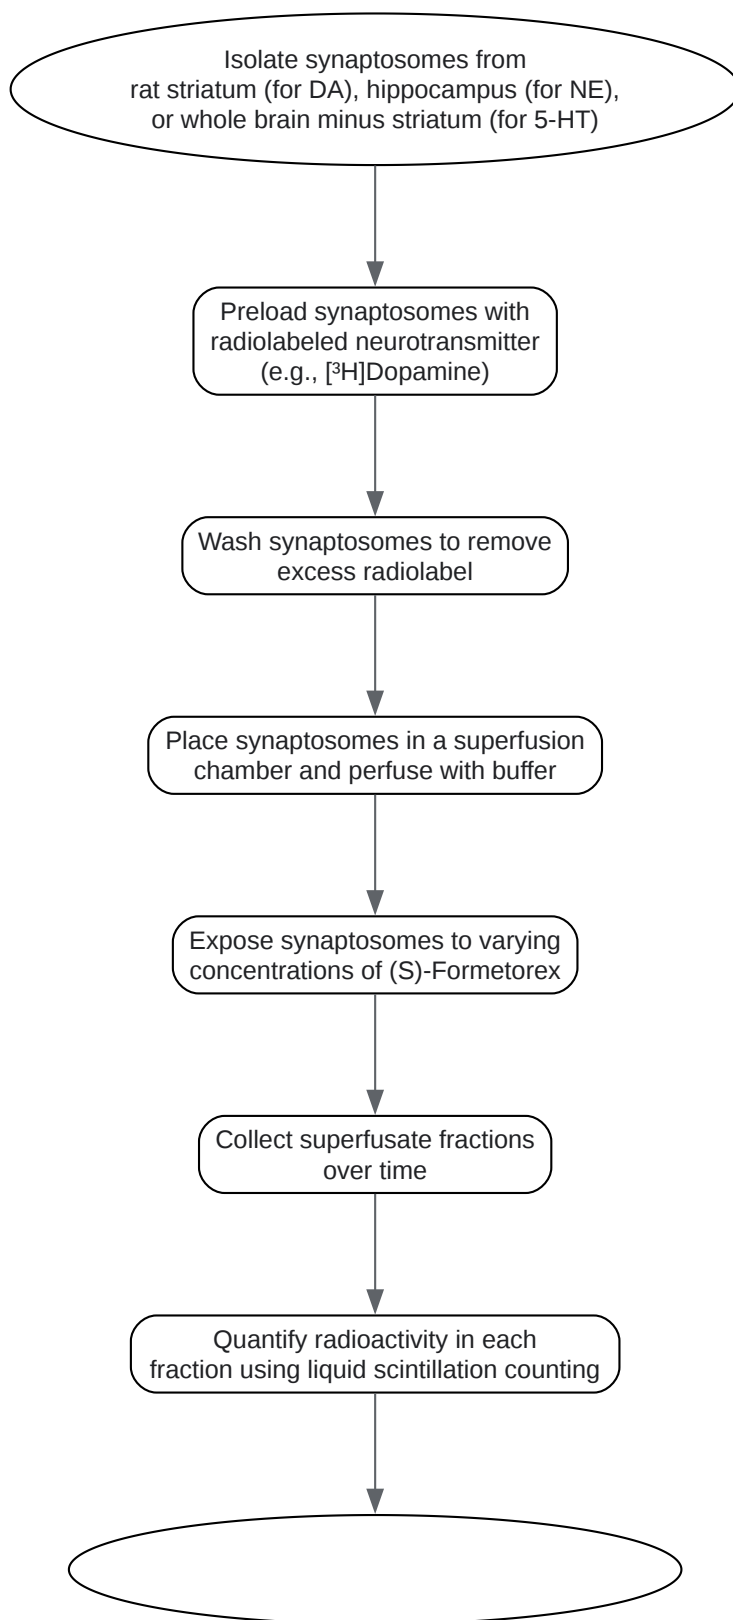 Isolate synaptosomes from
rat striatum (for DA), hippocampus (for NE),
or whole brain minus striatum (for 5-HT)
Preload synaptosomes with
radiolabeled neurotransmitter
(e.g., [³H]Dopamine)
Wash synaptosomes to remove
excess radiolabel
Place synaptosomes in a superfusion
chamber and perfuse with buffer
Expose synaptosomes to varying
concentrations of (S)-Formetorex
Collect superfusate fractions
over time
Quantify radioactivity in each
fraction using liquid scintillation counting